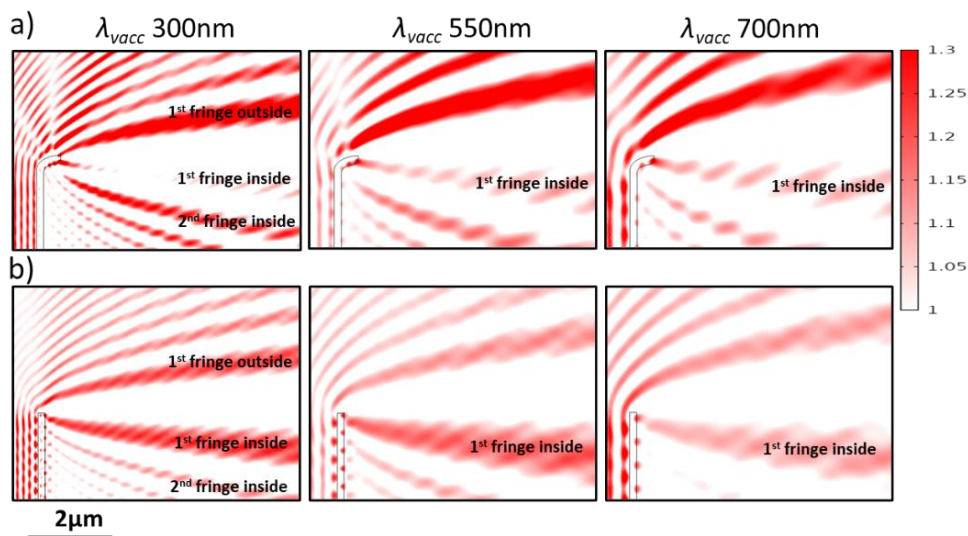 a)
λvacc 300nm
λvacc 550nm
λvacc 700nm
1st fringe outside
1st fringe inside
2nd fringe inside
1st fringe inside
1st fringe inside
1.3
1.25
1.2
1.15
1.1
1.05
1
b)
1st fringe outside
1st fringe inside
2nd fringe inside
1st fringe inside
1st fringe inside
2μm